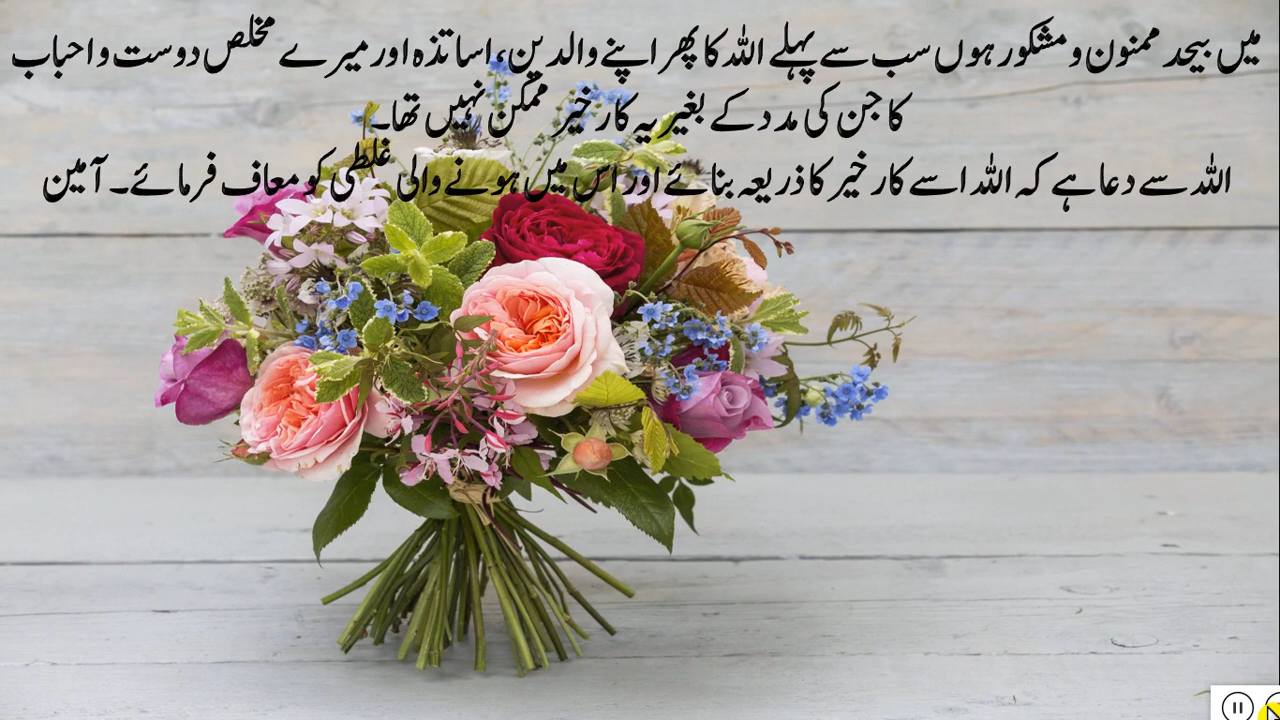 میں بیحد ممنون و مشکور ہوں سب سے پہلے اللہ کا پھر اپنے والدین، اساتذہ اور میرے مخلص دوست و احباب
کا جن کی مدد کے بغیر یہ کار خیر ممکن نہیں تھا۔
اللہ سے دعا ہے کہ اللہ اسے کار خیر کا ذریعہ بنائے اور اس میں ہونے والی غلطی کو معاف فرمائے۔ آمین